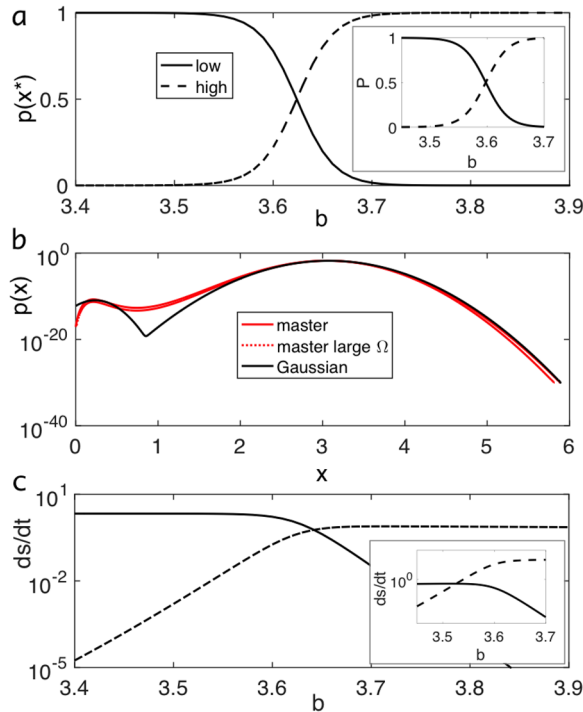 a
1
0.5
0
p(x*)
low
high
3.4 3.5 3.6 3.7 3.8 3.9
b
1
0.5
0
P
3.5 3.6 3.7
b
b
10^0
10^-20
10^-40
p(x)
master
master large Ω
Gaussian
0 1 2 3 4 5 6
x
c
10^1
10^-2
10^-5
ds/dt
3.4 3.5 3.6 3.7 3.8 3.9
b
ds/dt
10^0
3.5 3.6 3.7
b